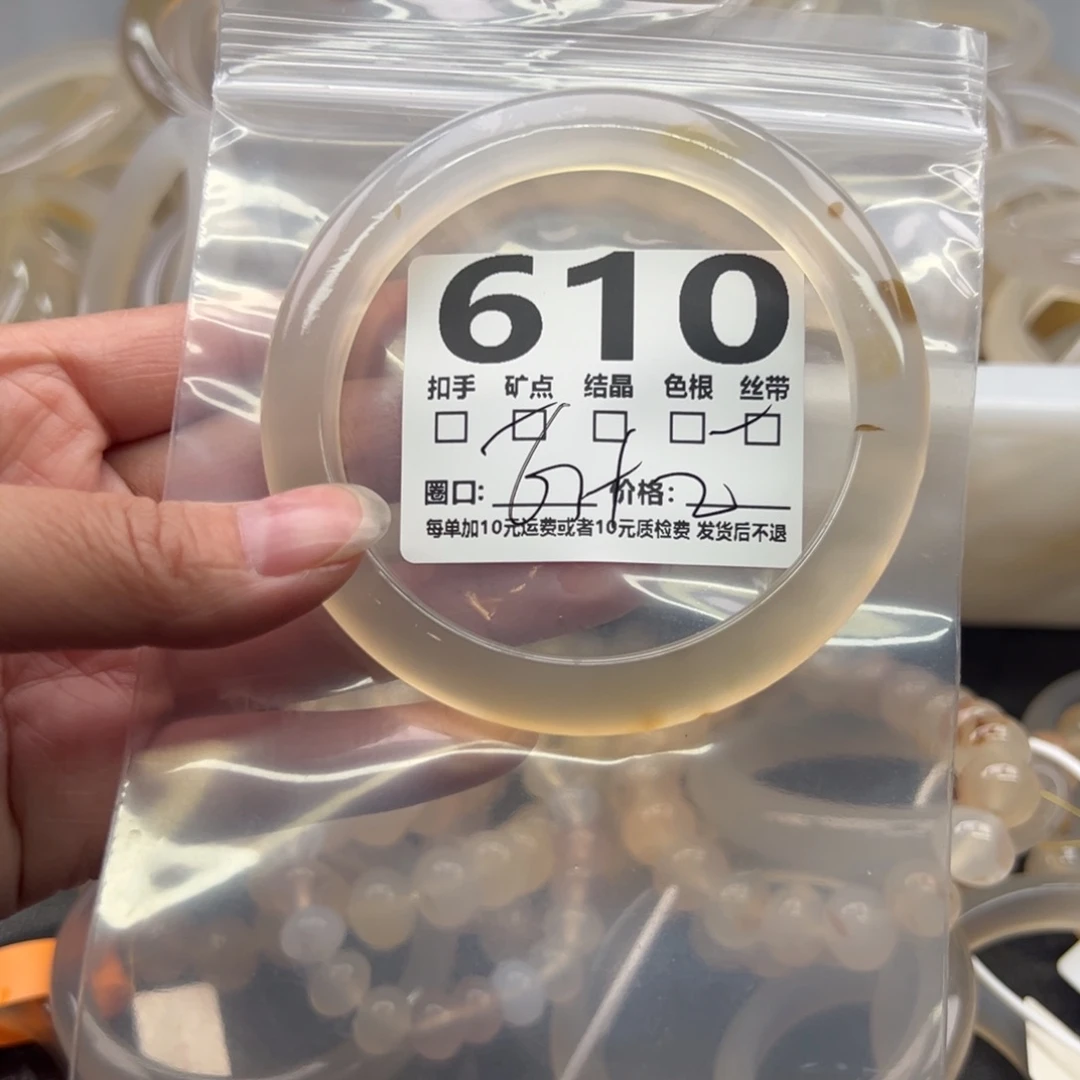 610
扣手 矿点 结晶 色根 丝带
圈口: 价格:
每单加10元运费或者10元质检费 发货后不退